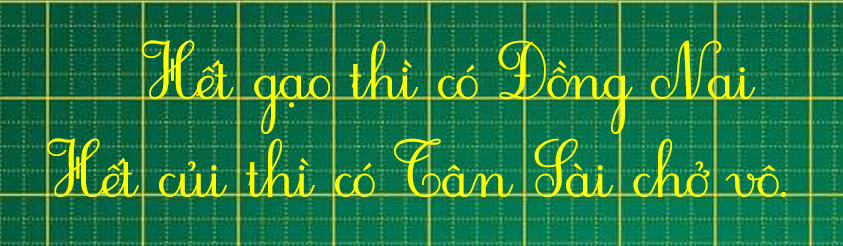 Hết gạo thì có Đồng Nai
Hết củi thì có Tân Sài chở vô.